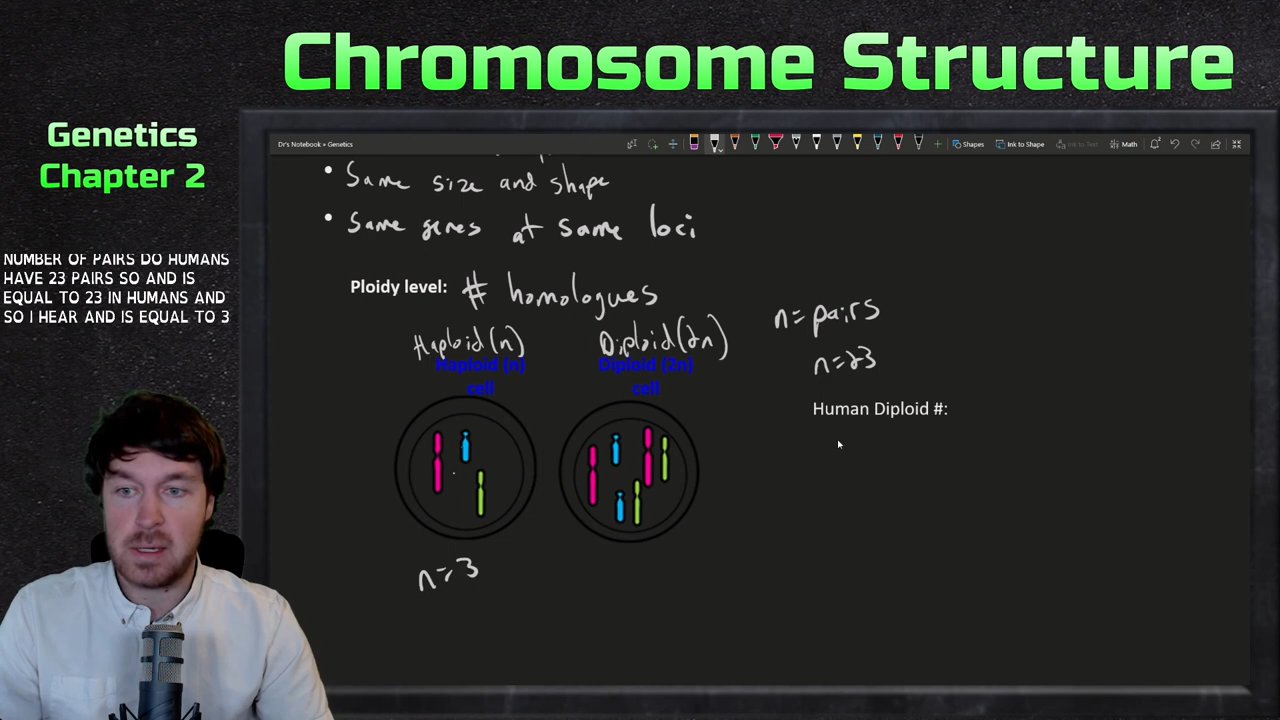 Chromosome Structure
Genetics
Chapter 2
NUMBER OF PAIRS DO HUMANS
HAVE 23 PAIRS SO AND IS
EQUAL TO 23 IN HUMANS AND
SO I HEAR AND IS EQUAL TO 3
Dr's Notebook » Genetics
Shapes
Ink to Shape
Ink to Text
Math
• Same size and shape
• Same genes at same loci
Ploidy level: # homologues
n = pairs
Haploid (n) Diploid (2n)
n = 23
Haploid (n)
cell
Diploid (2n)
cell
Human Diploid #:
n = 3